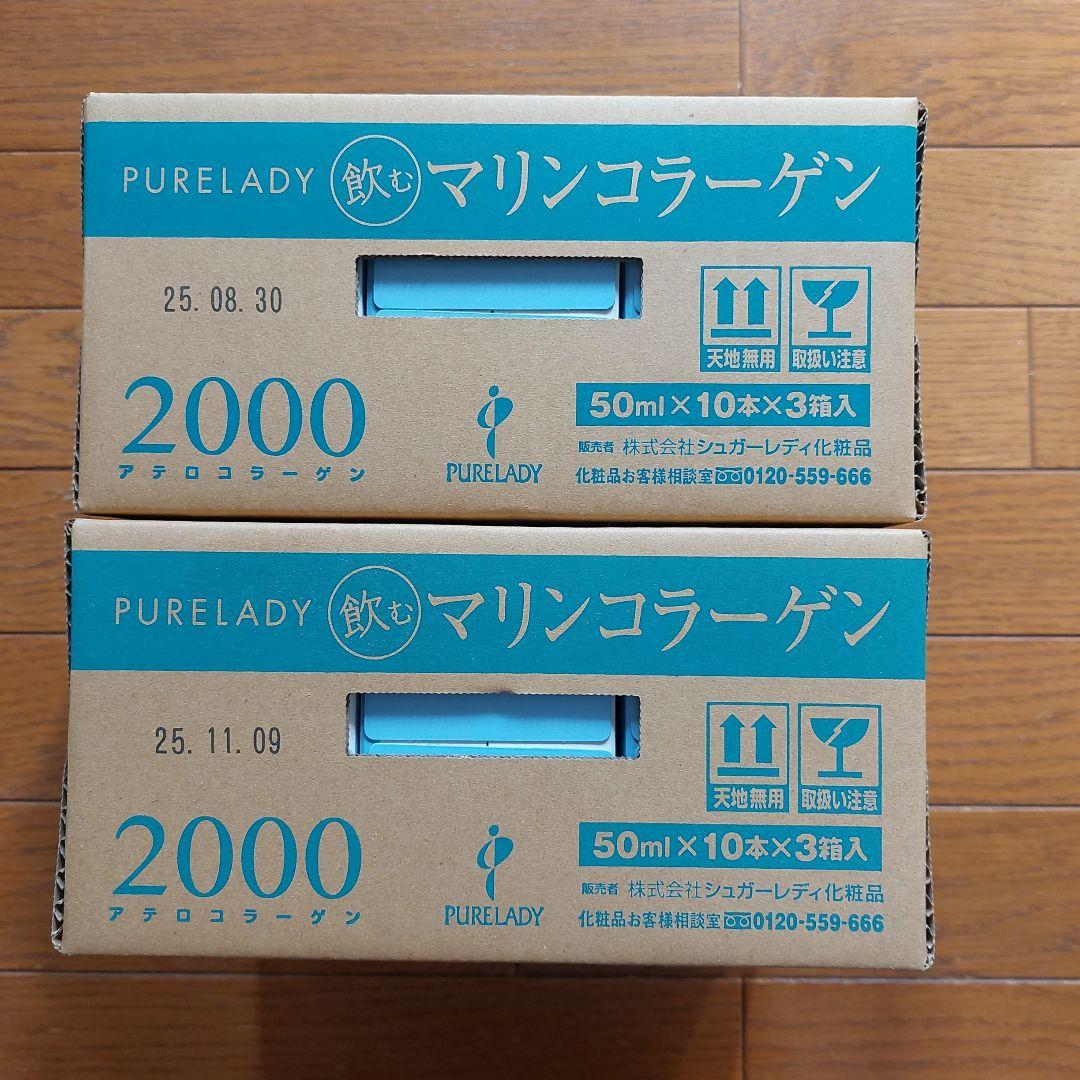 PURELADY 飲む マリンコラーゲン
25. 08. 30
天地無用 取扱い注意
2000
アテロコラーゲン
PURELADY
50ml×10本×3箱入
販売者 株式会社シュガーレディ化粧品
化粧品お客様相談室 0120-559-666
PURELADY 飲む マリンコラーゲン
25. 11. 09
天地無用 取扱い注意
2000
アテロコラーゲン
PURELADY
50ml×10本×3箱入
販売者 株式会社シュガーレディ化粧品
化粧品お客様相談室 0120-559-666